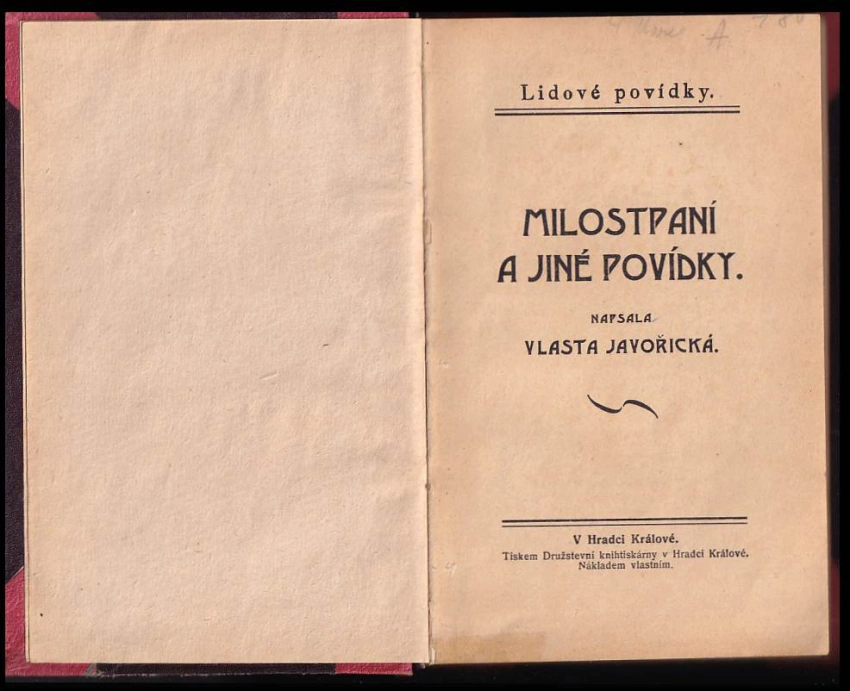 Lidové povídky.
MILOSTPANÍ
A JINÉ POVÍDKY.
NAPSALA
VLASTA JAVOŘICKÁ.
V Hradci Králové.
Tiskem Družstevní knihtiskárny v Hradci Králové.
Nákladem vlastním.